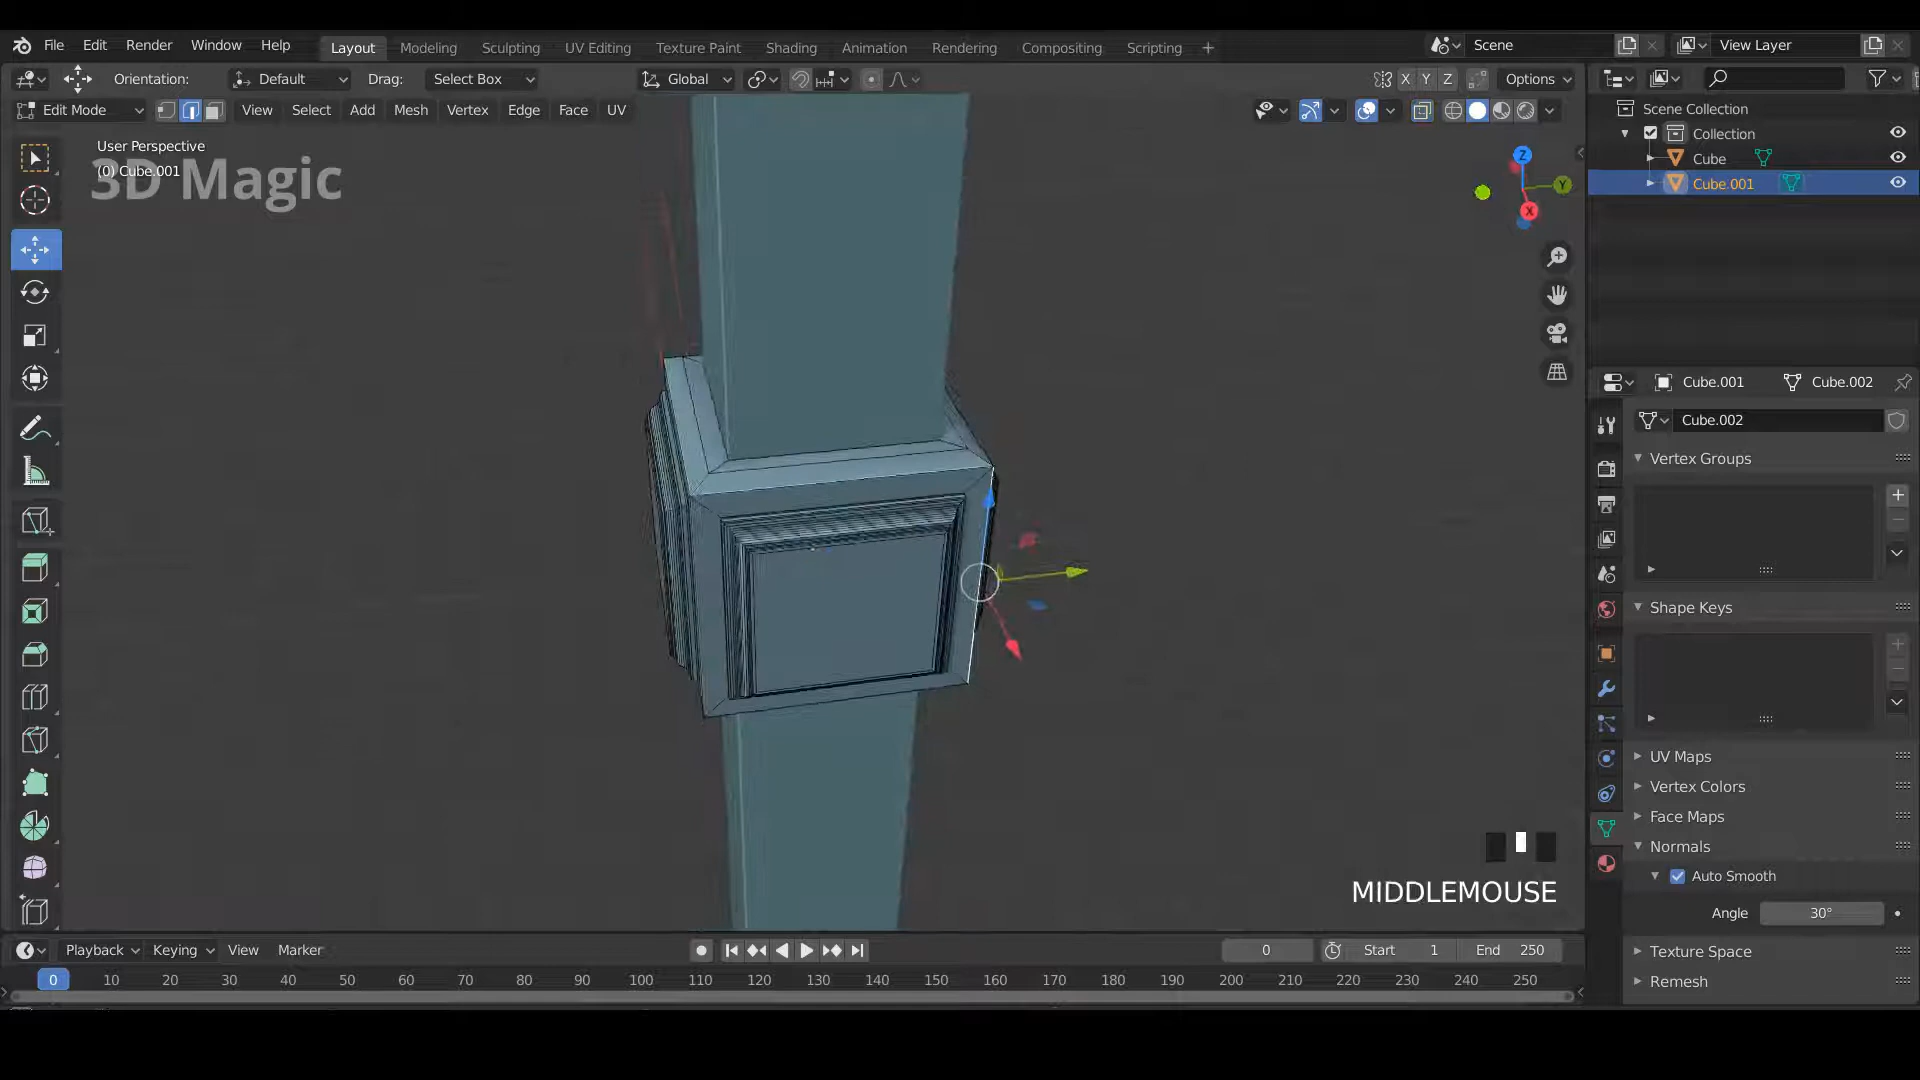 File Edit Render Window Help Layout Modeling Sculpting UV Editing Texture Paint Shading Animation Rendering Compositing Scripting + Scene View Layer
Orientation: Default Drag: Select Box Global X Y Z Options
Edit Mode View Select Add Mesh Vertex Edge Face UV
User Perspective
(0) Cube.001
3D Magic
Z
Y
X
Scene Collection
Collection
Cube
Cube.001
Cube.001 Cube.002
Cube.002
Vertex Groups
Shape Keys
UV Maps
Vertex Colors
Face Maps
Normals
Auto Smooth
Angle 30°
Texture Space
Remesh
MIDDLEMOUSE
Playback Keying View Marker 0 Start 1 End 250
0 10 20 30 40 50 60 70 80 90 100 110 120 130 140 150 160 170 180 190 200 210 220 230 240 250